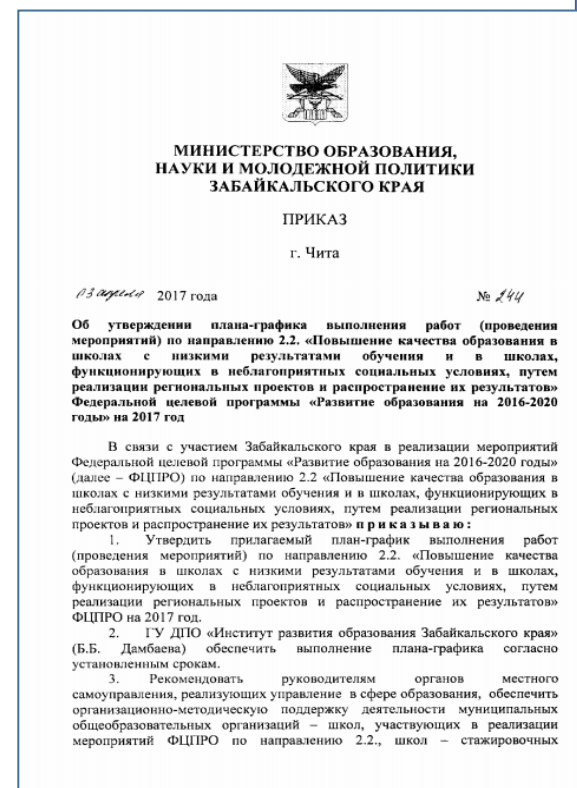 МИНИСТЕРСТВО ОБРАЗОВАНИЯ,
НАУКИ И МОЛОДЕЖНОЙ ПОЛИТИКИ
ЗАБАЙКАЛЬСКОГО КРАЯ
ПРИКАЗ
г. Чита
03 апреля 2017 года № 244
Об утверждении плана-графика выполнения работ (проведения
мероприятий) по направлению 2.2. «Повышение качества образования в
школах с низкими результатами обучения и в школах,
функционирующих в неблагоприятных социальных условиях, путем
реализации региональных проектов и распространение их результатов»
Федеральной целевой программы «Развитие образования на 2016-2020
годы» на 2017 год
В связи с участием Забайкальского края в реализации мероприятий
Федеральной целевой программы «Развитие образования на 2016-2020 годы»
(далее – ФЦПРО) по направлению 2.2 «Повышение качества образования в
школах с низкими результатами обучения и в школах, функционирующих в
неблагоприятных социальных условиях, путем реализации региональных
проектов и распространение их результатов» приказываю:
1. Утвердить прилагаемый план-график выполнения работ
(проведения мероприятий) по направлению 2.2. «Повышение качества
образования в школах с низкими результатами обучения и в школах,
функционирующих в неблагоприятных социальных условиях, путем
реализации региональных проектов и распространение их результатов»
ФЦПРО на 2017 год.
2. ГУ ДПО «Институт развития образования Забайкальского края»
(Б.Б. Дамбаева) обеспечить выполнение плана-графика согласно
установленным срокам.
3. Рекомендовать руководителям органов местного
самоуправления, реализующих управление в сфере образования, обеспечить
организационно-методическую поддержку деятельности муниципальных
общеобразовательных организаций – школ, участвующих в реализации
мероприятий ФЦПРО по направлению 2.2., школ – стажировочных